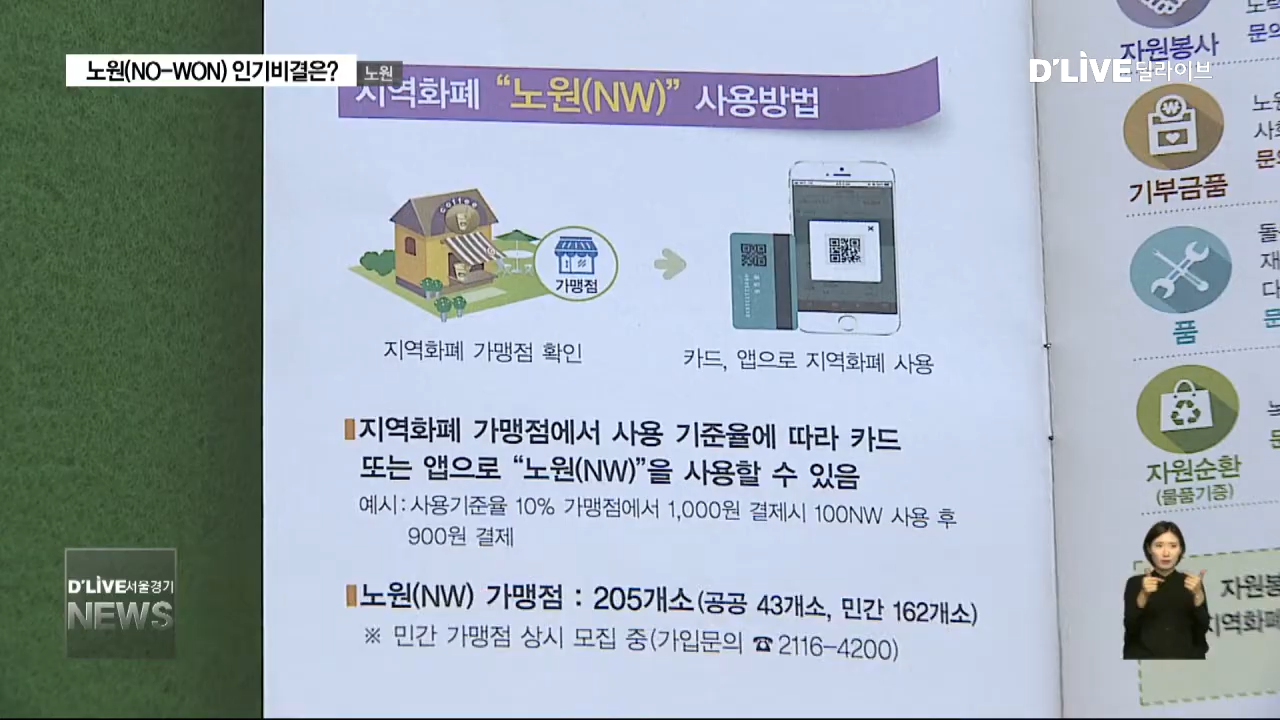 노원(NO-WON) 인기비결은?
노원
D'LIVE 딜라이브
지역화폐 “노원(NW)” 사용방법
coffee
가맹점
지역화폐 가맹점 확인
카드, 앱으로 지역화폐 사용
지역화폐 가맹점에서 사용 기준율에 따라 카드
또는 앱으로 “노원(NW)”을 사용할 수 있음
예시: 사용기준율 10% 가맹점에서 1,000원 결제시 100NW 사용 후
900원 결제
노원(NW) 가맹점 : 205개소(공공 43개소, 민간 162개소)
※ 민간 가맹점 상시 모집 중(가입문의 ☎ 2116-4200)
자원봉사
기부금품
품
자원순환
(물품기증)
D'LIVE 서울경기
NEWS